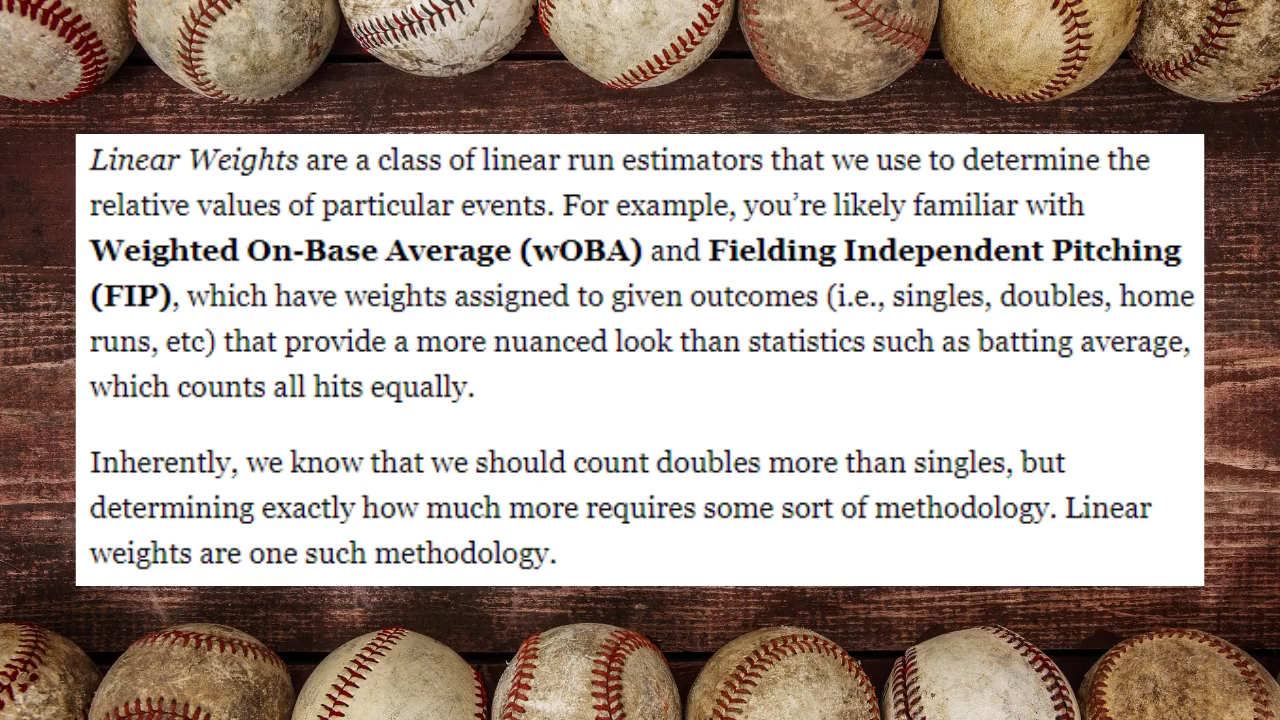 Linear Weights are a class of linear run estimators that we use to determine the
relative values of particular events. For example, you’re likely familiar with
Weighted On-Base Average (wOBA) and Fielding Independent Pitching
(FIP), which have weights assigned to given outcomes (i.e., singles, doubles, home
runs, etc) that provide a more nuanced look than statistics such as batting average,
which counts all hits equally.
Inherently, we know that we should count doubles more than singles, but
determining exactly how much more requires some sort of methodology. Linear
weights are one such methodology.